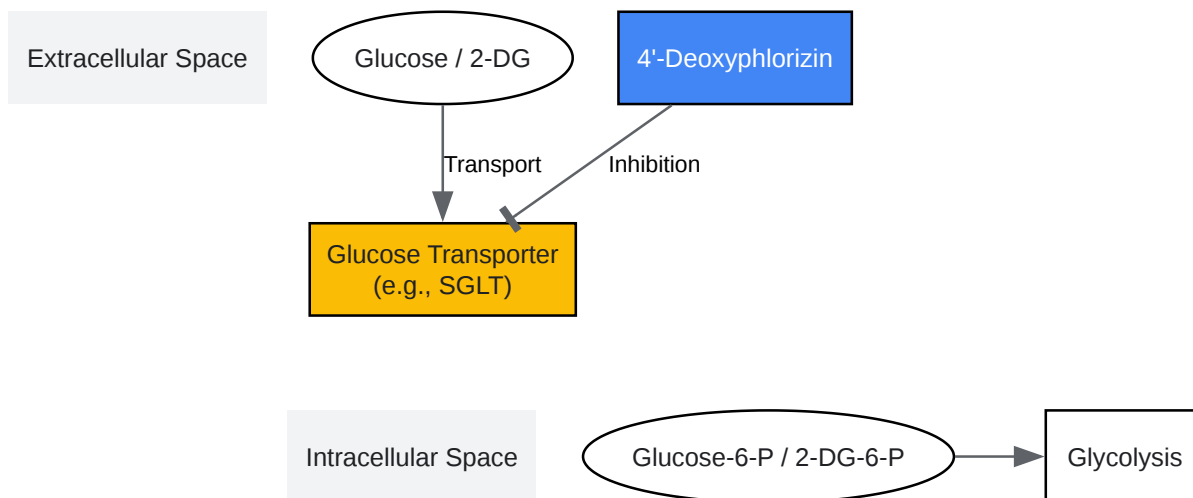 Extracellular Space
Glucose / 2-DG
4'-Deoxyphlorizin
Transport
Inhibition
Glucose Transporter
(e.g., SGLT)
Intracellular Space
Glucose-6-P / 2-DG-6-P
Glycolysis